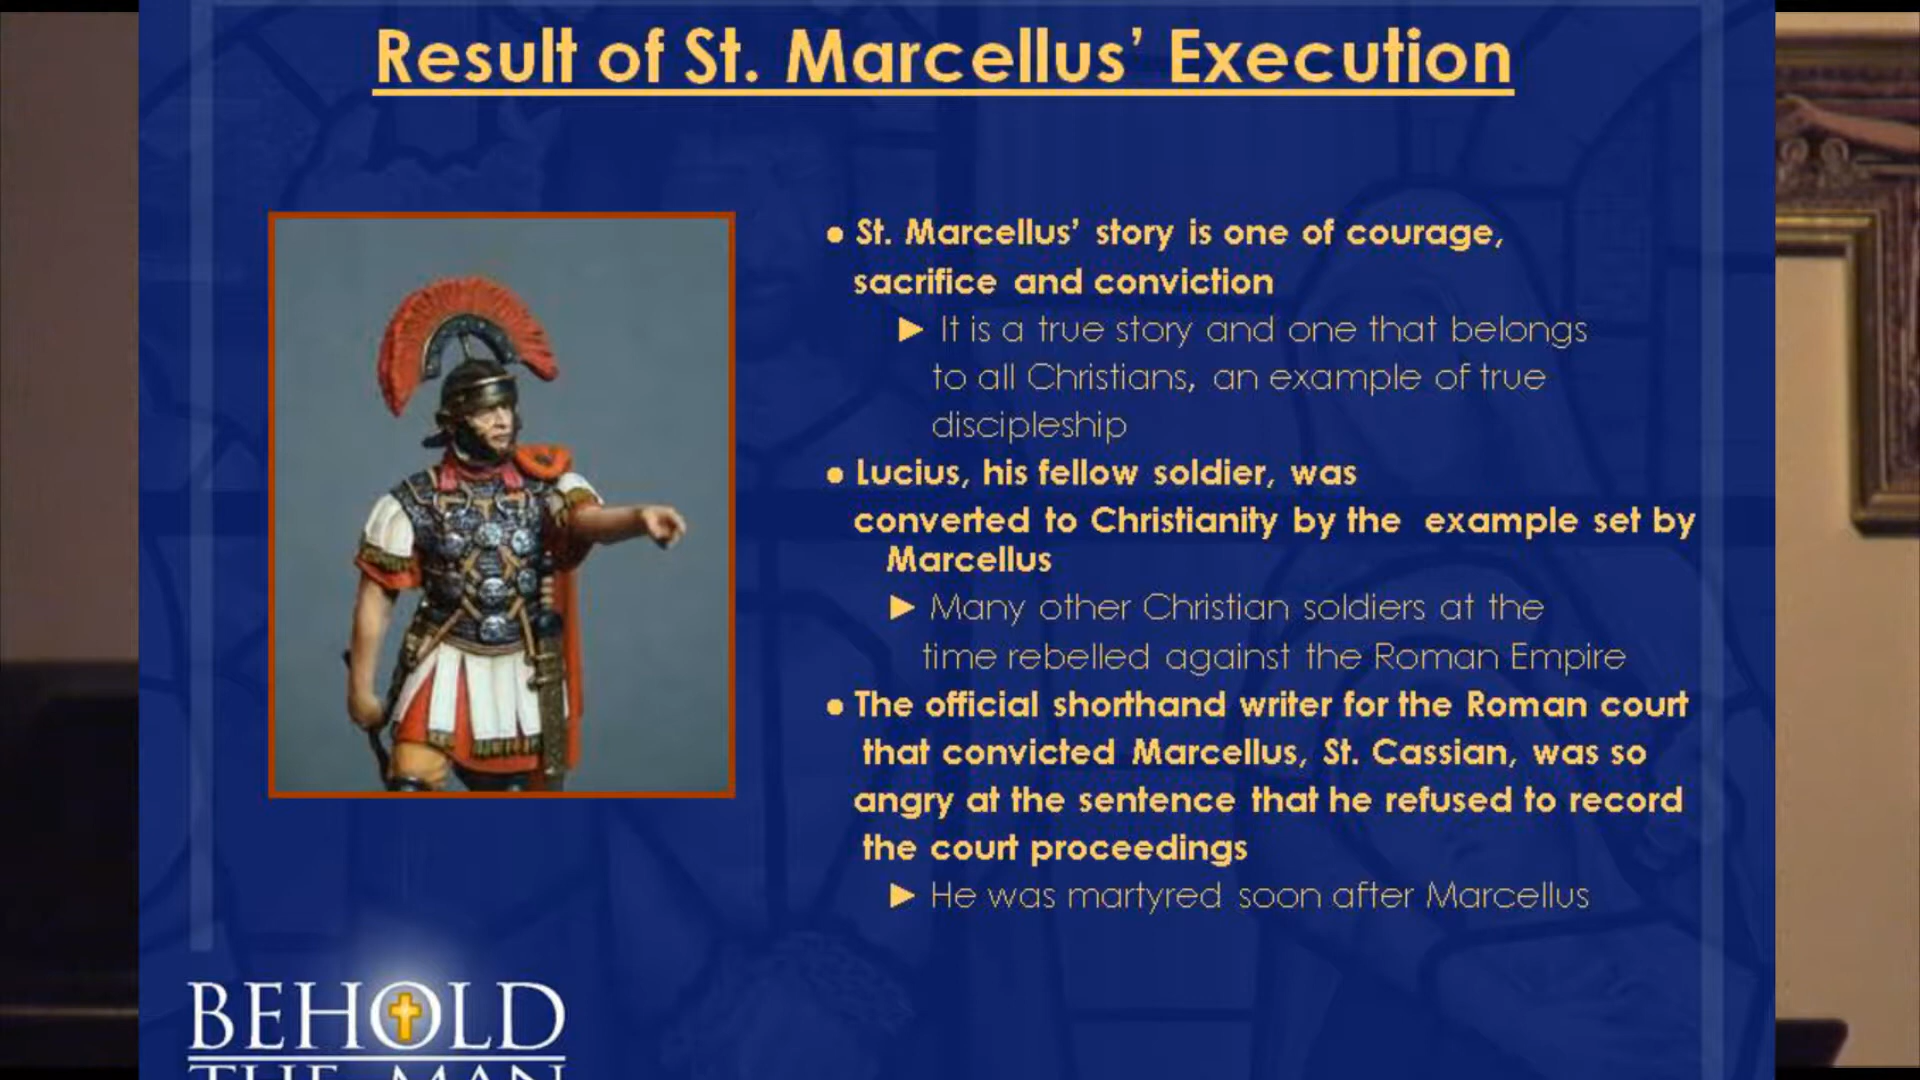 Result of St. Marcellus’ Execution
• St. Marcellus’ story is one of courage,
sacrifice and conviction
► It is a true story and one that belongs
to all Christians, an example of true
discipleship
• Lucius, his fellow soldier, was
converted to Christianity by the example set by
Marcellus
► Many other Christian soldiers at the
time rebelled against the Roman Empire
• The official shorthand writer for the Roman court
that convicted Marcellus, St. Cassian, was so
angry at the sentence that he refused to record
the court proceedings
► He was martyred soon after Marcellus
BEHOLD
THE MAN